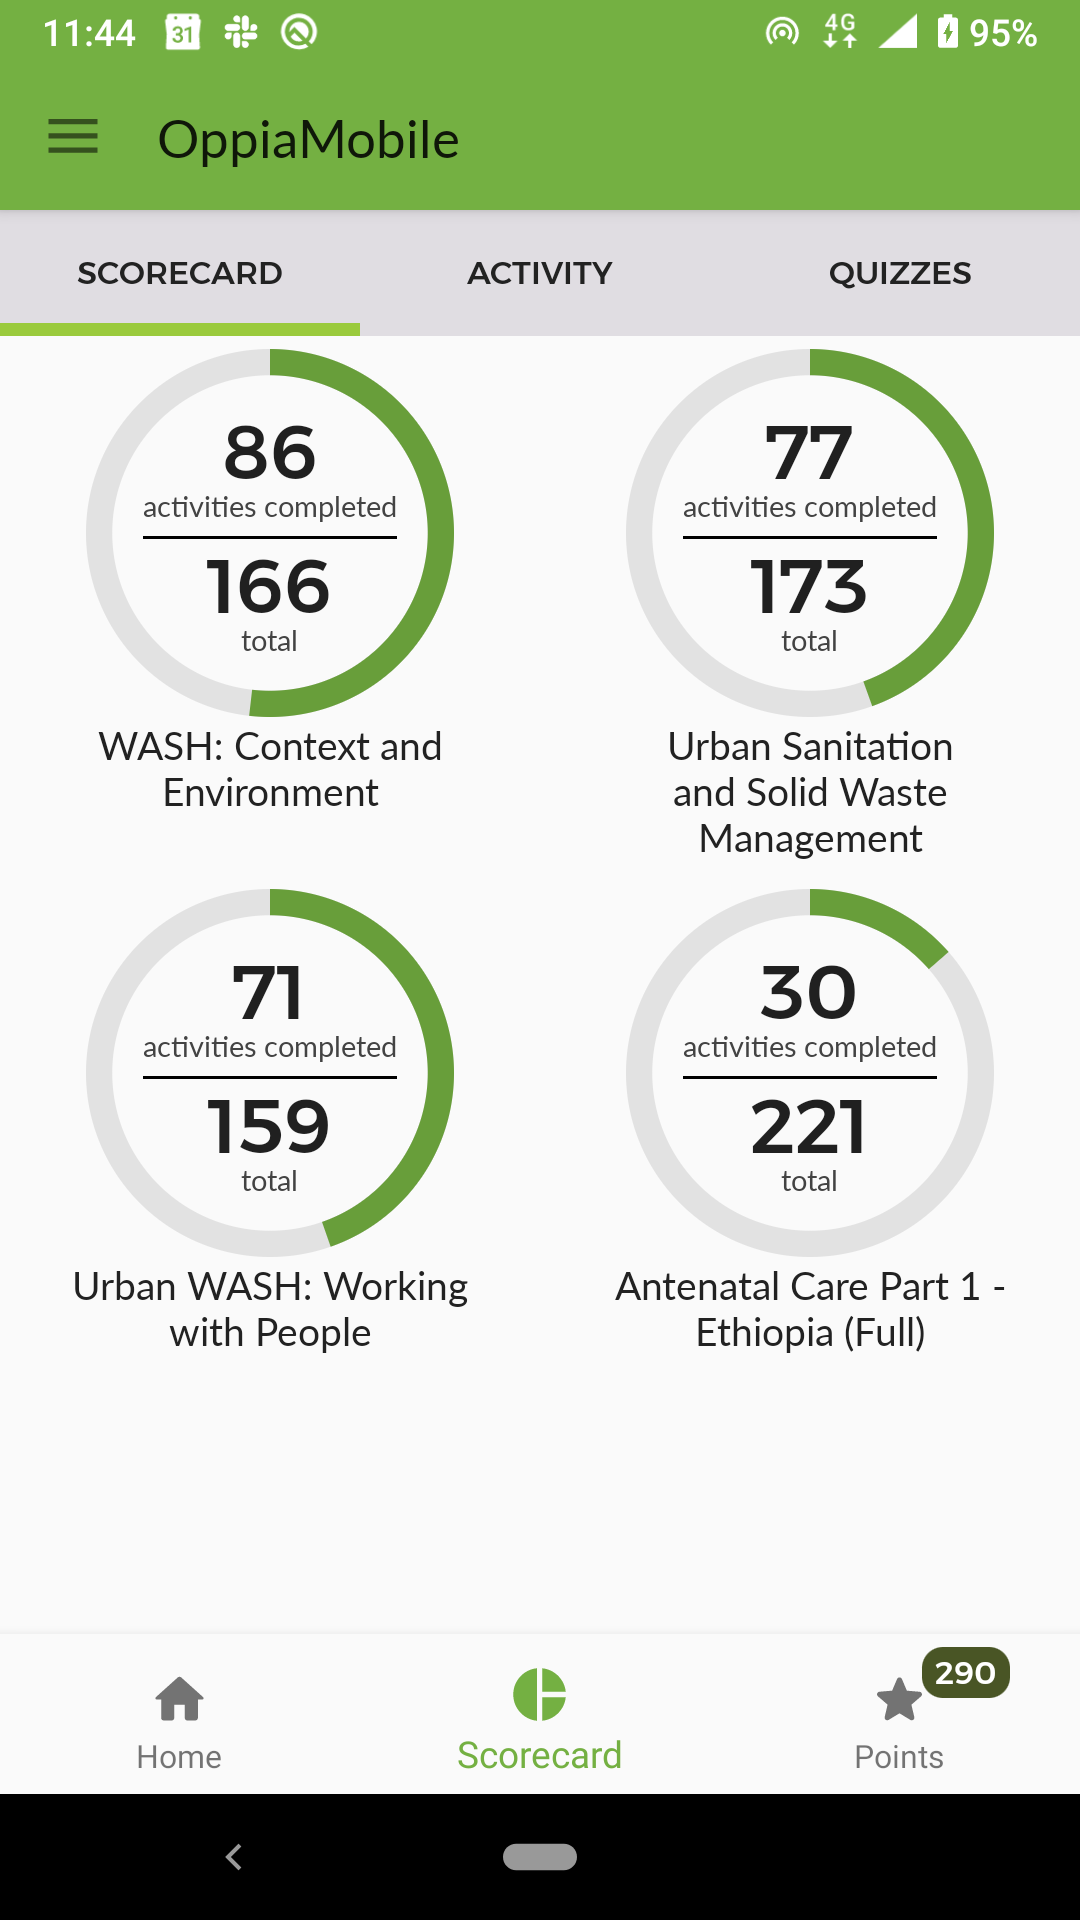 11:44 31 4G 95%
OppiaMobile
SCORECARD ACTIVITY QUIZZES
86
activities completed
166
total
WASH: Context and
Environment
77
activities completed
173
total
Urban Sanitation
and Solid Waste
Management
71
activities completed
159
total
Urban WASH: Working
with People
30
activities completed
221
total
Antenatal Care Part 1 -
Ethiopia (Full)
290
Home Scorecard Points